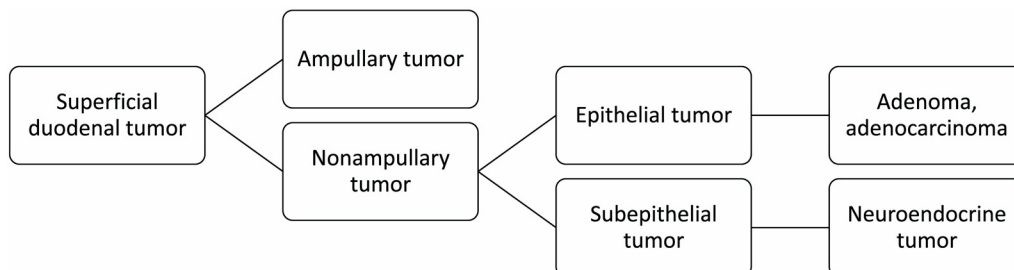 Superficial
duodenal tumor
Ampullary tumor
Nonampullary
tumor
Epithelial tumor
Adenoma,
adenocarcinoma
Subepithelial
tumor
Neuroendocrine
tumor